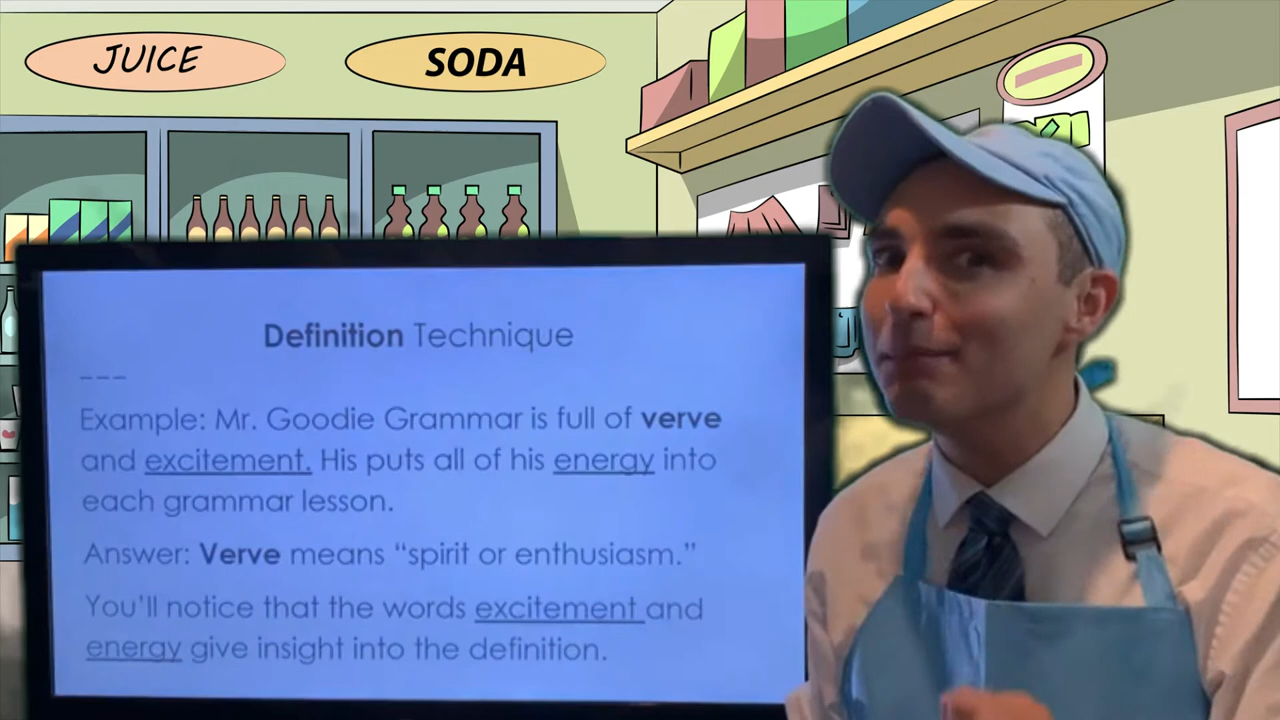 JUICE
SODA
Definition Technique
---
Example: Mr. Goodie Grammar is full of verve
and excitement. His puts all of his energy into
each grammar lesson.
Answer: Verve means “spirit or enthusiasm.”
You’ll notice that the words excitement and
energy give insight into the definition.